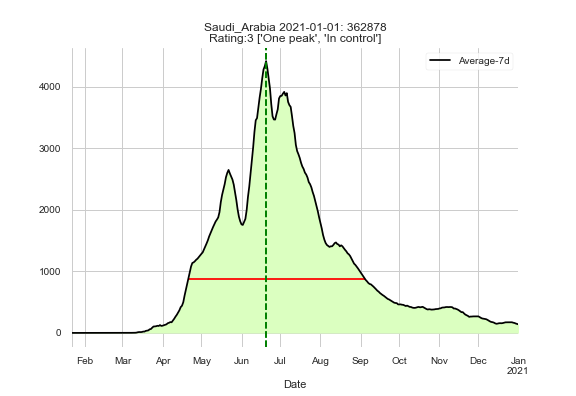 Saudi_Arabia 2021-01-01: 362878
Rating:3 ['One peak', 'In control']
Average-7d
4000
3000
2000
1000
0
Feb Mar Apr May Jun Jul Aug Sep Oct Nov Dec Jan
2021
Date